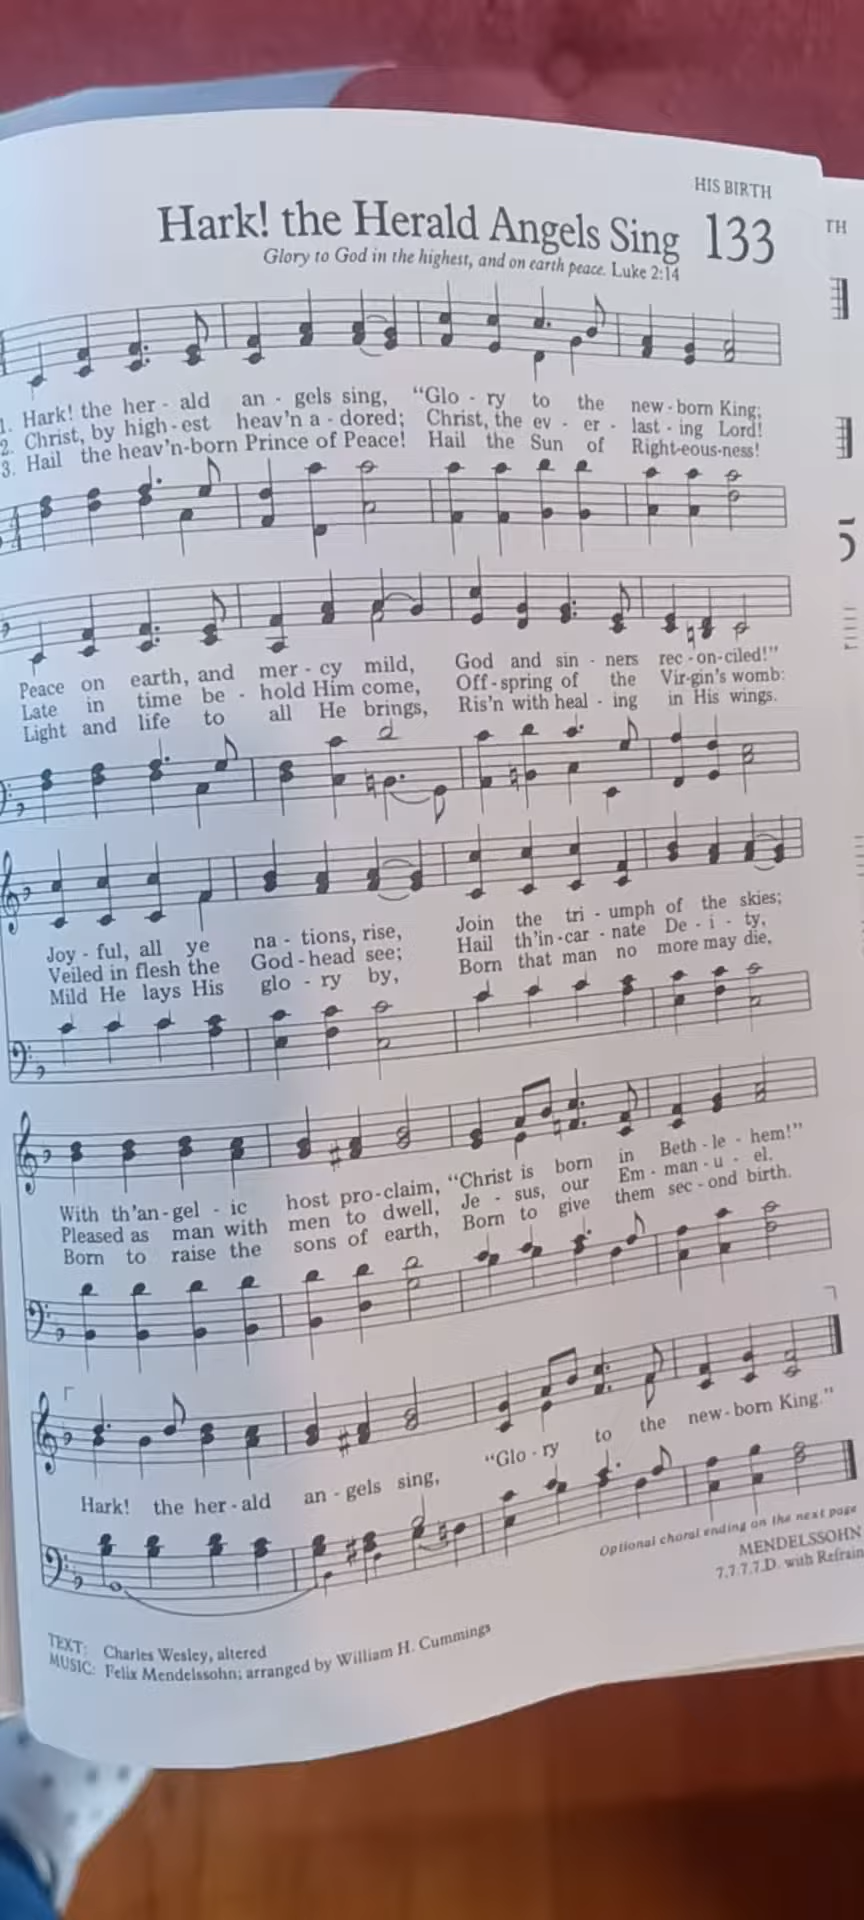 HIS BIRTH
Hark! the Herald Angels Sing 133
Glory to God in the highest, and on earth peace. Luke 2:14
TH
1. Hark! the her - ald an - gels sing, “Glo - ry to the new - born King;
2. Christ, by high - est heav'n a - dored; Christ, the ev - er - last - ing Lord!
3. Hail the heav'n-born Prince of Peace! Hail the Sun of Right-eous-ness!
Peace on earth, and mer - cy mild, God and sin - ners rec - on-ciled!”
Late in time be - hold Him come, Off - spring of the Vir-gin's womb:
Light and life to all He brings, Ris'n with heal - ing in His wings.
Joy - ful, all ye na - tions, rise, Join the tri - umph of the skies;
Veiled in flesh the God - head see; Hail th'in - car - nate De - i - ty,
Mild He lays His glo - ry by, Born that man no more may die,
With th'an - gel - ic host pro - claim, “Christ is born in Beth - le - hem!”
Pleased as man with men to dwell, Je - sus, our Em - man - u - el.
Born to raise the sons of earth, Born to give them sec - ond birth.
Hark! the her - ald an - gels sing, “Glo - ry to the new - born King.”
Optional choral ending on the next page
MENDELSSOHN
7.7.7.7.D. with Refrain
TEXT: Charles Wesley, altered
MUSIC: Felix Mendelssohn; arranged by William H. Cummings